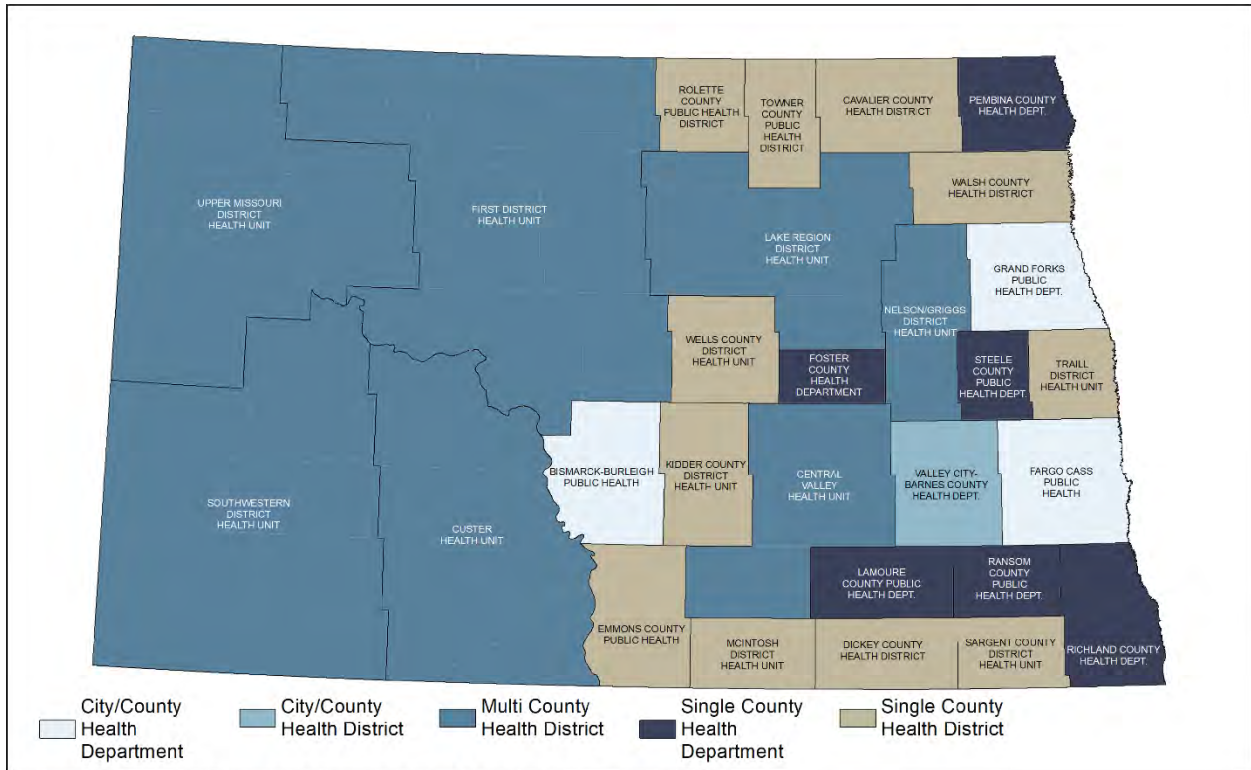 ROLETTE
COUNTY
PUBLIC HEALTH
DISTRICT
TOWNER
COUNTY
PUBLIC
HEALTH
DISTRICT
CAVALIER COUNTY
HEALTH DISTRICT
PEMBINA COUNTY
HEALTH DEPT.
WALSH COUNTY
HEALTH DISTRICT
UPPER MISSOURI
DISTRICT
HEALTH UNIT
FIRST DISTRICT
HEALTH UNIT
LAKE REGION
DISTRICT
HEALTH UNIT
GRAND FORKS
PUBLIC
HEALTH DEPT.
NELSON/GRIGGS
DISTRICT
HEALTH UNIT
WELLS COUNTY
DISTRICT
HEALTH UNIT
FOSTER
COUNTY
HEALTH
DEPARTMENT
STEELE
COUNTY
PUBLIC
HEALTH DEPT.
TRAILL
DISTRICT
HEALTH UNIT
BISMARCK-BURLEIGH
PUBLIC HEALTH
KIDDER COUNTY
DISTRICT
HEALTH UNIT
CENTRAL
VALLEY
HEALTH UNIT
VALLEY CITY-
BARNES COUNTY
HEALTH DEPT.
FARGO CASS
PUBLIC
HEALTH
SOUTHWESTERN
DISTRICT
HEALTH UNIT
CUSTER
HEALTH UNIT
LAMOURE
COUNTY PUBLIC
HEALTH DEPT.
RANSOM
COUNTY
PUBLIC
HEALTH DEPT.
EMMONS COUNTY
PUBLIC HEALTH
MCINTOSH
DISTRICT
HEALTH UNIT
DICKEY COUNTY
HEALTH DISTRICT
SARGENT COUNTY
DISTRICT
HEALTH UNIT
RICHLAND COUNTY
HEALTH DEPT.
City/County
Health
Department
City/County
Health District
Multi County
Health District
Single County
Health
Department
Single County
Health District